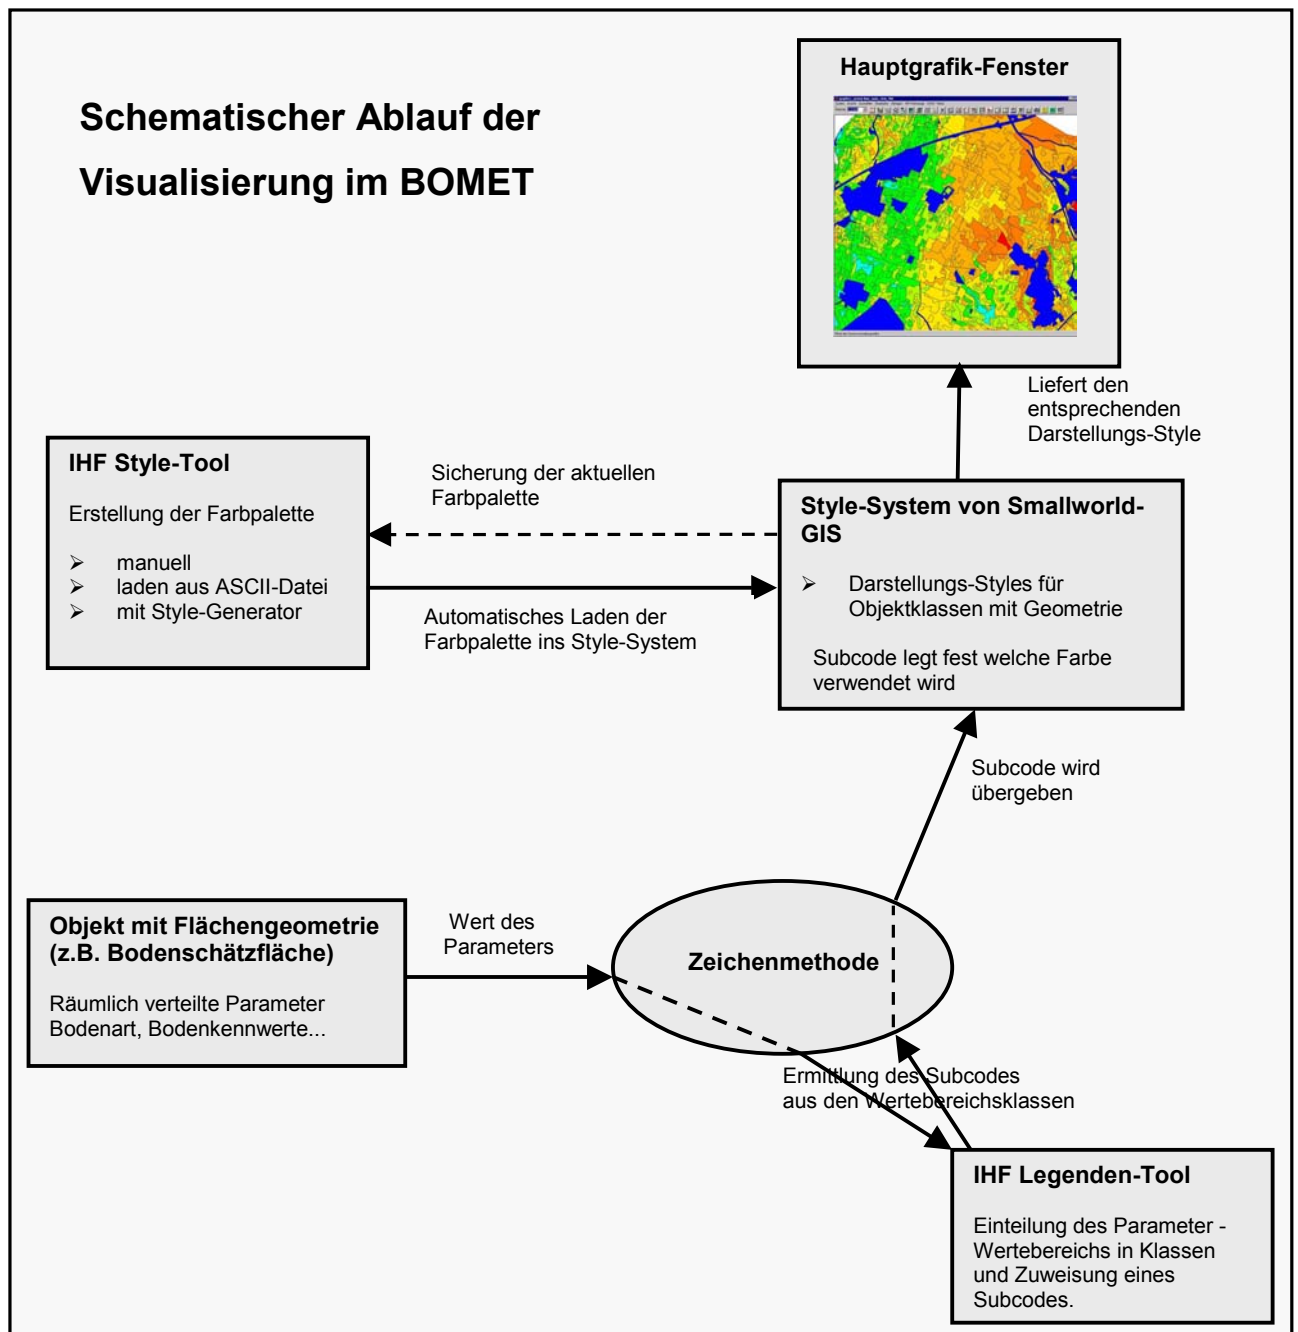 Schematischer Ablauf der
Visualisierung im BOMET
Hauptgrafik-Fenster
Liefert den
entsprechenden
Darstellungs-Style
IHF Style-Tool
Erstellung der Farbpalette
➢ manuell
➢ laden aus ASCII-Datei
➢ mit Style-Generator
Sicherung der aktuellen
Farbpalette
Automatisches Laden der
Farbpalette ins Style-System
Style-System von Smallworld-
GIS
➢ Darstellungs-Styles für
Objektklassen mit Geometrie
Subcode legt fest welche Farbe
verwendet wird
Subcode wird
übergeben
Objekt mit Flächengeometrie
(z.B. Bodenschätzfläche)
Räumlich verteilte Parameter
Bodenart, Bodenkennwerte...
Wert des
Parameters
Zeichenmethode
Ermittlung des Subcodes
aus den Wertebereichsklassen
IHF Legenden-Tool
Einteilung des Parameter -
Wertebereichs in Klassen
und Zuweisung eines
Subcodes.